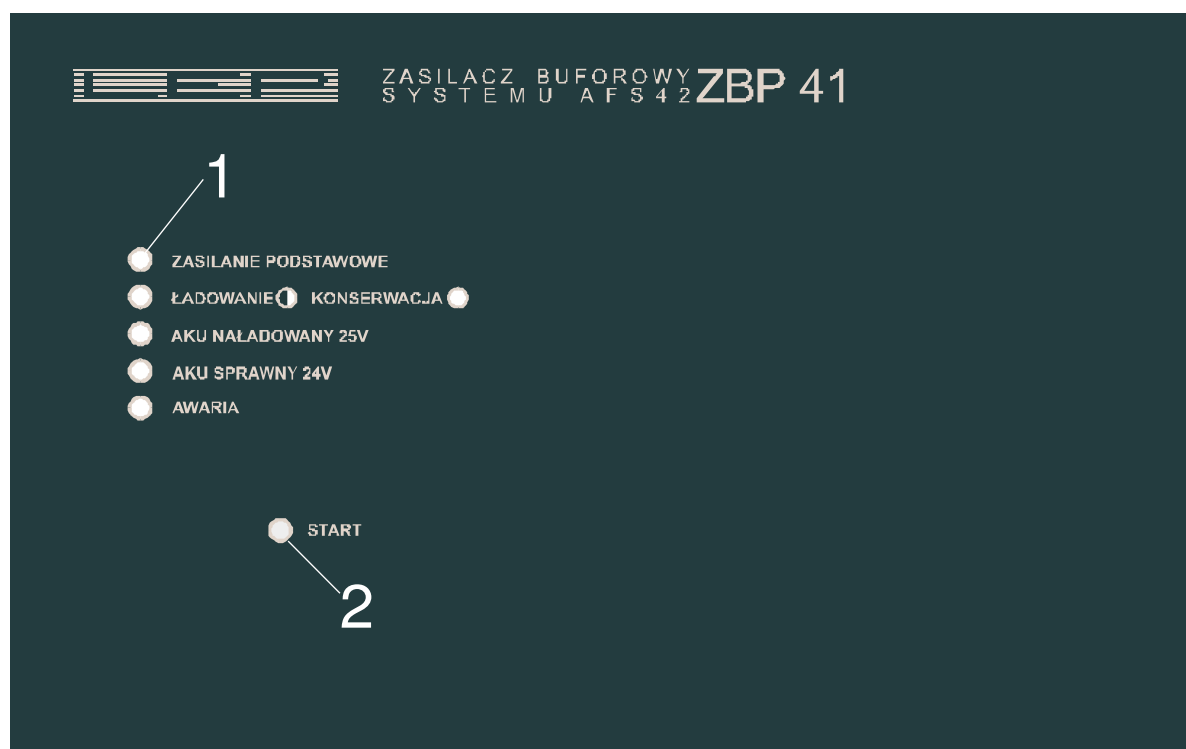 ZASILACZ BUFOROWY
SYSTEMU AFS42
ZBP 41
1
ZASILANIE PODSTAWOWE
ŁADOWANIE KONSERWACJA
AKU NAŁADOWANY 25V
AKU SPRAWNY 24V
AWARIA
START
2